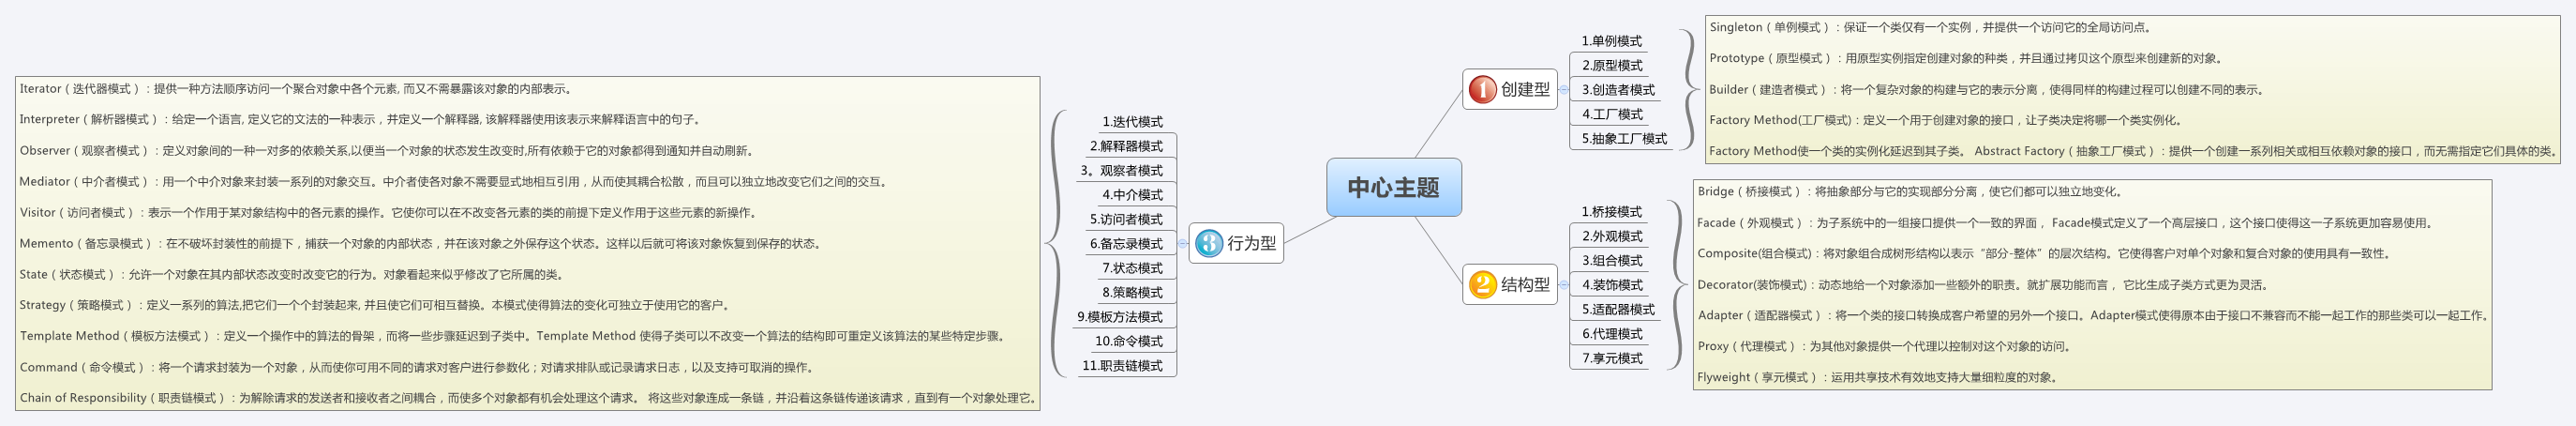 中心主题
1 创建型
1.单例模式
2.原型模式
3.创造者模式
4.工厂模式
5.抽象工厂模式
Singleton（单例模式）：保证一个类仅有一个实例，并提供一个访问它的全局访问点。
Prototype（原型模式）：用原型实例指定创建对象的种类，并且通过拷贝这个原型来创建新的对象。
Builder（建造者模式）：将一个复杂对象的构建与它的表示分离，使得同样的构建过程可以创建不同的表示。
Factory Method(工厂模式)：定义一个用于创建对象的接口，让子类决定将哪一个类实例化。
Factory Method使一个类的实例化延迟到其子类。 Abstract Factory（抽象工厂模式）：提供一个创建一系列相关或相互依赖对象的接口，而无需指定它们具体的类。
2 结构型
1.桥接模式
2.外观模式
3.组合模式
4.装饰模式
5.适配器模式
6.代理模式
7.享元模式
Bridge（桥接模式）：将抽象部分与它的实现部分分离，使它们都可以独立地变化。
Facade（外观模式）：为子系统中的一组接口提供一个一致的界面， Facade模式定义了一个高层接口，这个接口使得这一子系统更加容易使用。
Composite(组合模式)：将对象组合成树形结构以表示“部分-整体”的层次结构。它使得客户对单个对象和复合对象的使用具有一致性。
Decorator(装饰模式)：动态地给一个对象添加一些额外的职责。就扩展功能而言， 它比生成子类方式更为灵活。
Adapter（适配器模式）：将一个类的接口转换成客户希望的另外一个接口。Adapter模式使得原本由于接口不兼容而不能一起工作的那些类可以一起工作。
Proxy（代理模式）：为其他对象提供一个代理以控制对这个对象的访问。
Flyweight（享元模式）：运用共享技术有效地支持大量细粒度的对象。
3 行为型
1.迭代模式
2.解释器模式
3。观察者模式
4.中介模式
5.访问者模式
6.备忘录模式
7.状态模式
8.策略模式
9.模板方法模式
10.命令模式
11.职责链模式
Iterator（迭代器模式）：提供一种方法顺序访问一个聚合对象中各个元素, 而又不需暴露该对象的内部表示。
Interpreter（解析器模式）：给定一个语言, 定义它的文法的一种表示，并定义一个解释器, 该解释器使用该表示来解释语言中的句子。
Observer（观察者模式）：定义对象间的一种一对多的依赖关系,以便当一个对象的状态发生改变时,所有依赖于它的对象都得到通知并自动刷新。
Mediator（中介者模式）：用一个中介对象来封装一系列的对象交互。中介者使各对象不需要显式地相互引用，从而使其耦合松散，而且可以独立地改变它们之间的交互。
Visitor（访问者模式）：表示一个作用于某对象结构中的各元素的操作。它使你可以在不改变各元素的类的前提下定义作用于这些元素的新操作。
Memento（备忘录模式）：在不破坏封装性的前提下，捕获一个对象的内部状态，并在该对象之外保存这个状态。这样以后就可将该对象恢复到保存的状态。
State（状态模式）：允许一个对象在其内部状态改变时改变它的行为。对象看起来似乎修改了它所属的类。
Strategy（策略模式）：定义一系列的算法,把它们一个个封装起来, 并且使它们可相互替换。本模式使得算法的变化可独立于使用它的客户。
Template Method（模板方法模式）：定义一个操作中的算法的骨架，而将一些步骤延迟到子类中。Template Method 使得子类可以不改变一个算法的结构即可重定义该算法的某些特定步骤。
Command（命令模式）：将一个请求封装为一个对象，从而使你可用不同的请求对客户进行参数化；对请求排队或记录请求日志，以及支持可取消的操作。
Chain of Responsibility（职责链模式）：为解除请求的发送者和接收者之间耦合，而使多个对象都有机会处理这个请求。 将这些对象连成一条链，并沿着这条链传递该请求，直到有一个对象处理它。